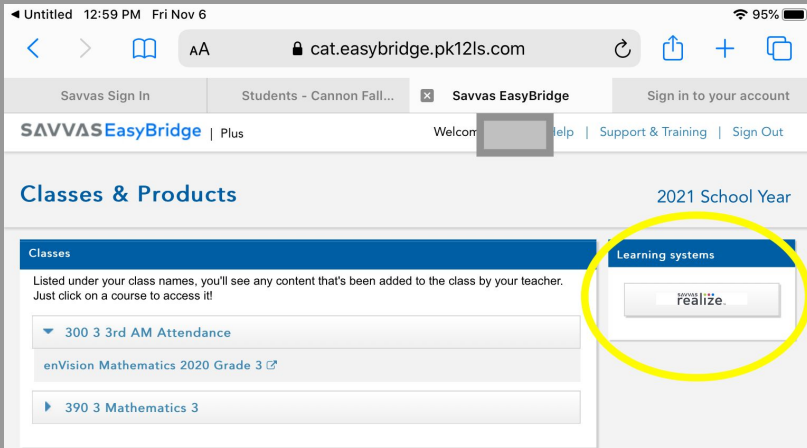 ◀ Untitled 12:59 PM Fri Nov 6 95%
AA cat.easybridge.pk12ls.com
Savvas Sign In Students - Cannon Fall... Savvas EasyBridge Sign in to your account
SAVVAS EasyBridge | Plus Welcom elp | Support & Training | Sign Out
Classes & Products 2021 School Year
Classes
Listed under your class names, you'll see any content that's been added to the class by your teacher.
Just click on a course to access it!
300 3 3rd AM Attendance
enVision Mathematics 2020 Grade 3
390 3 Mathematics 3
Learning systems
SAVVAS
realize.